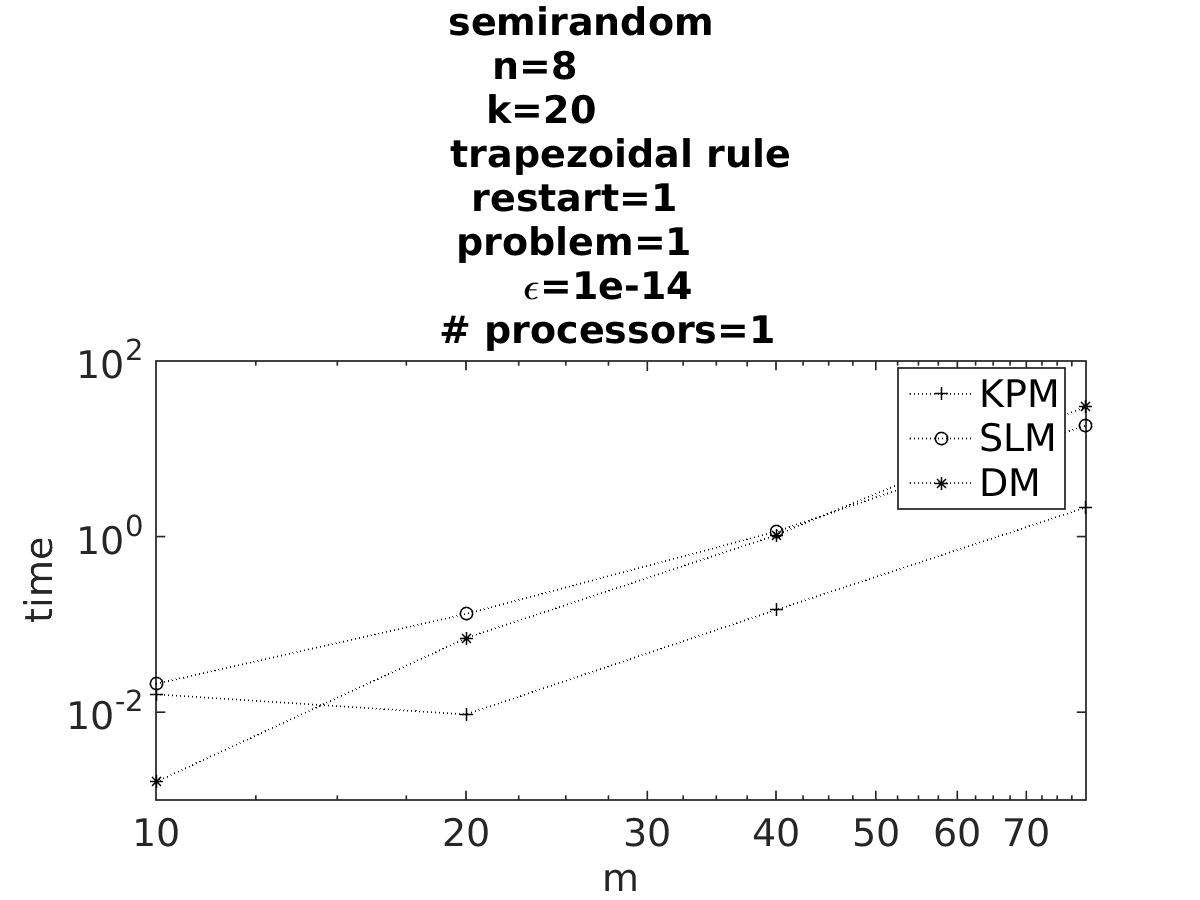 semirandom
n=8
k=20
trapezoidal rule
restart=1
problem=1
ϵ=1e-14
# processors=1
10^2
10^0
10^-2
time
KPM
SLM
DM
10 20 30 40 50 60 70
m